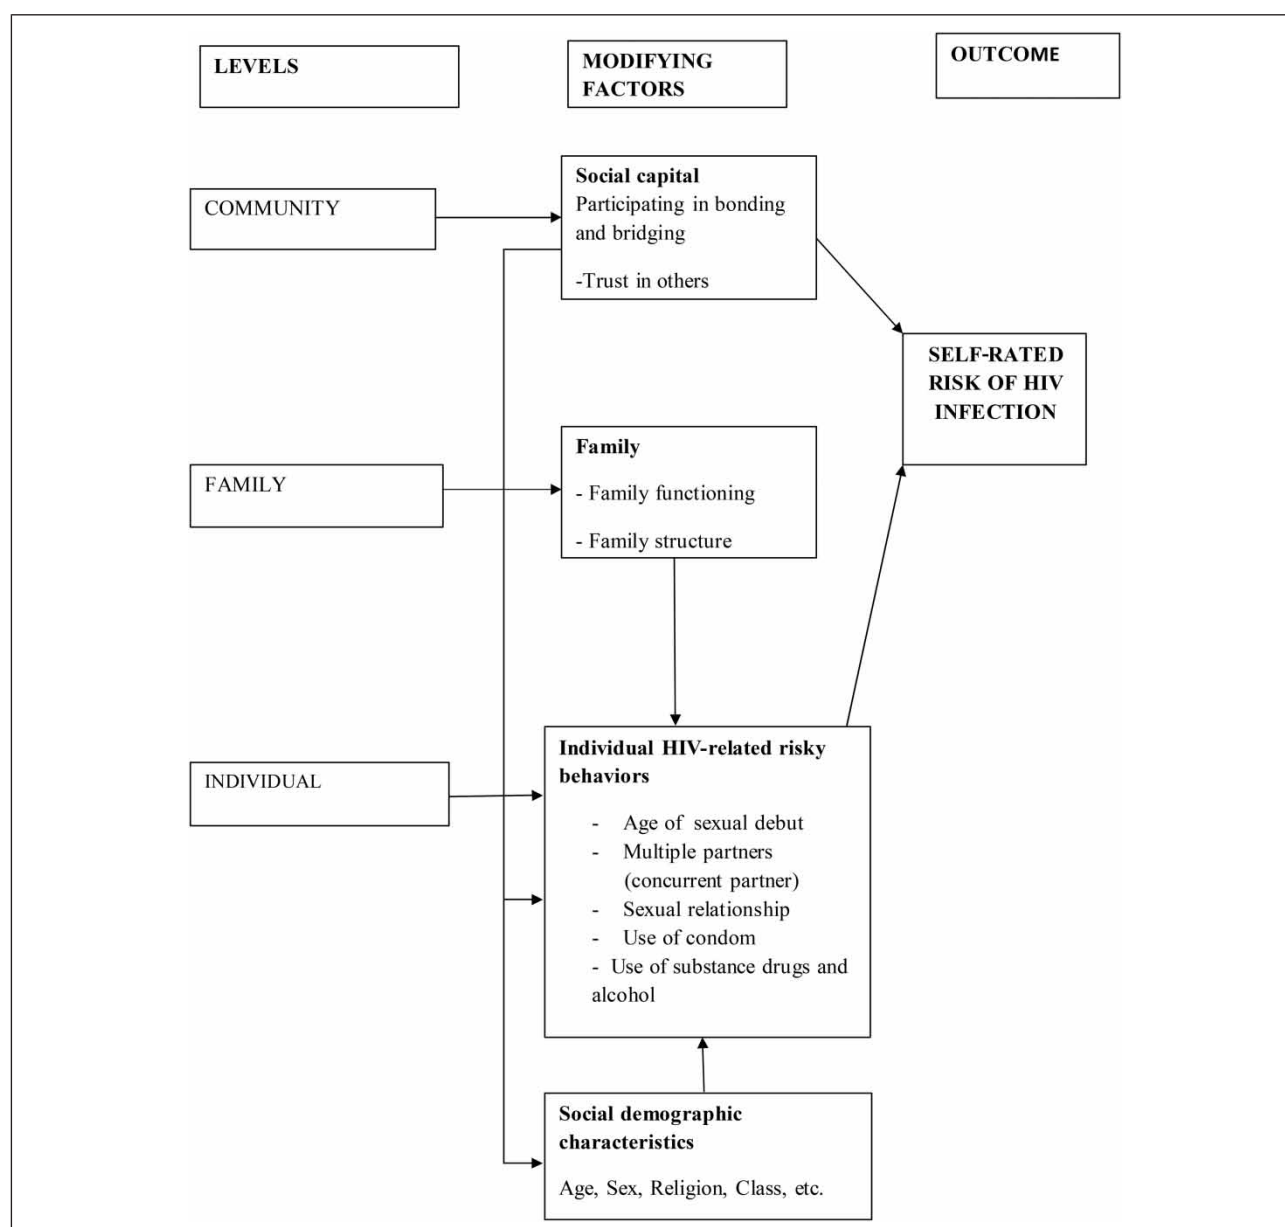 LEVELS
MODIFYING
FACTORS
OUTCOME
COMMUNITY
Social capital
Participating in bonding
and bridging
-Trust in others
SELF-RATED
RISK OF HIV
INFECTION
FAMILY
Family
- Family functioning
- Family structure
INDIVIDUAL
Individual HIV-related risky
behaviors
- Age of sexual debut
- Multiple partners
(concurrent partner)
- Sexual relationship
- Use of condom
- Use of substance drugs and
alcohol
Social demographic
characteristics
Age, Sex, Religion, Class, etc.